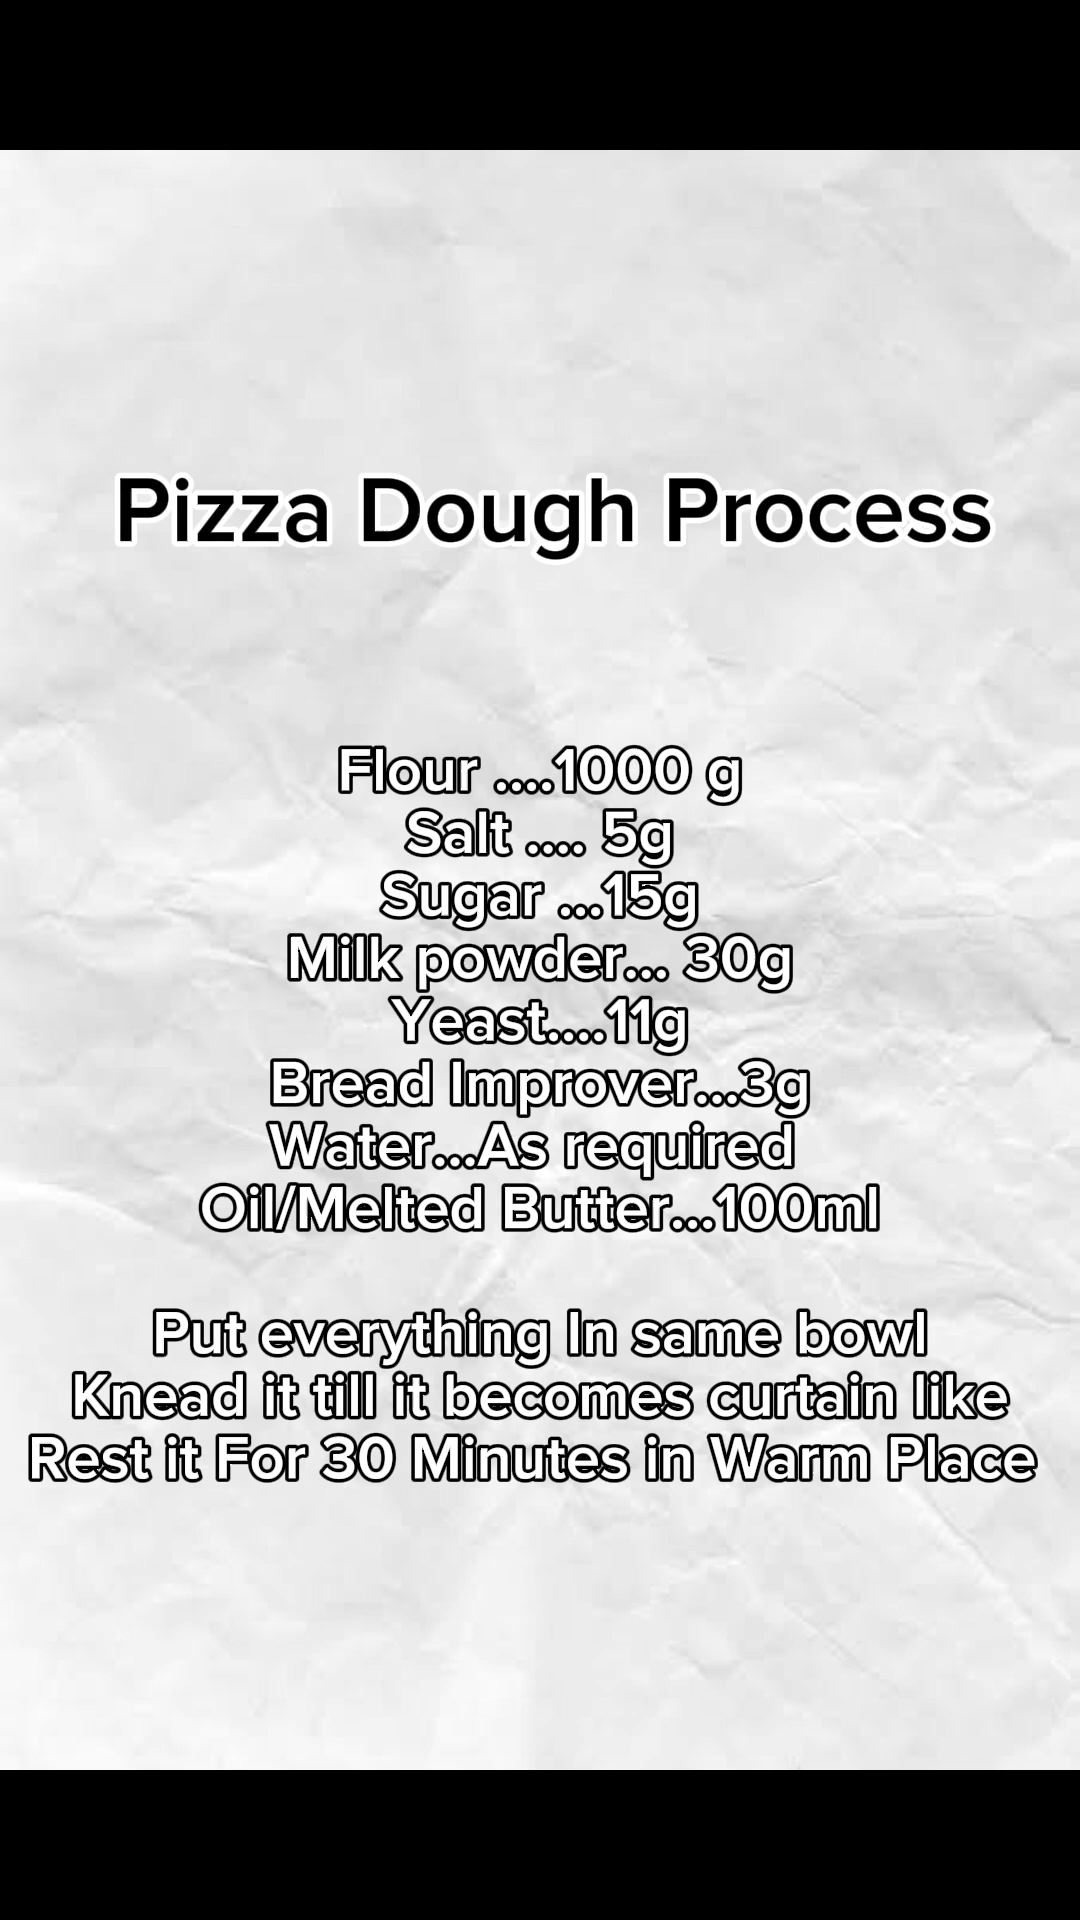 Pizza Dough Process
Flour ....1000 g
Salt .... 5g
Sugar ...15g
Milk powder... 30g
Yeast....11g
Bread Improver...3g
Water...As required
Oil/Melted Butter...100ml
Put everything In same bowl
Knead it till it becomes curtain like
Rest it For 30 Minutes in Warm Place